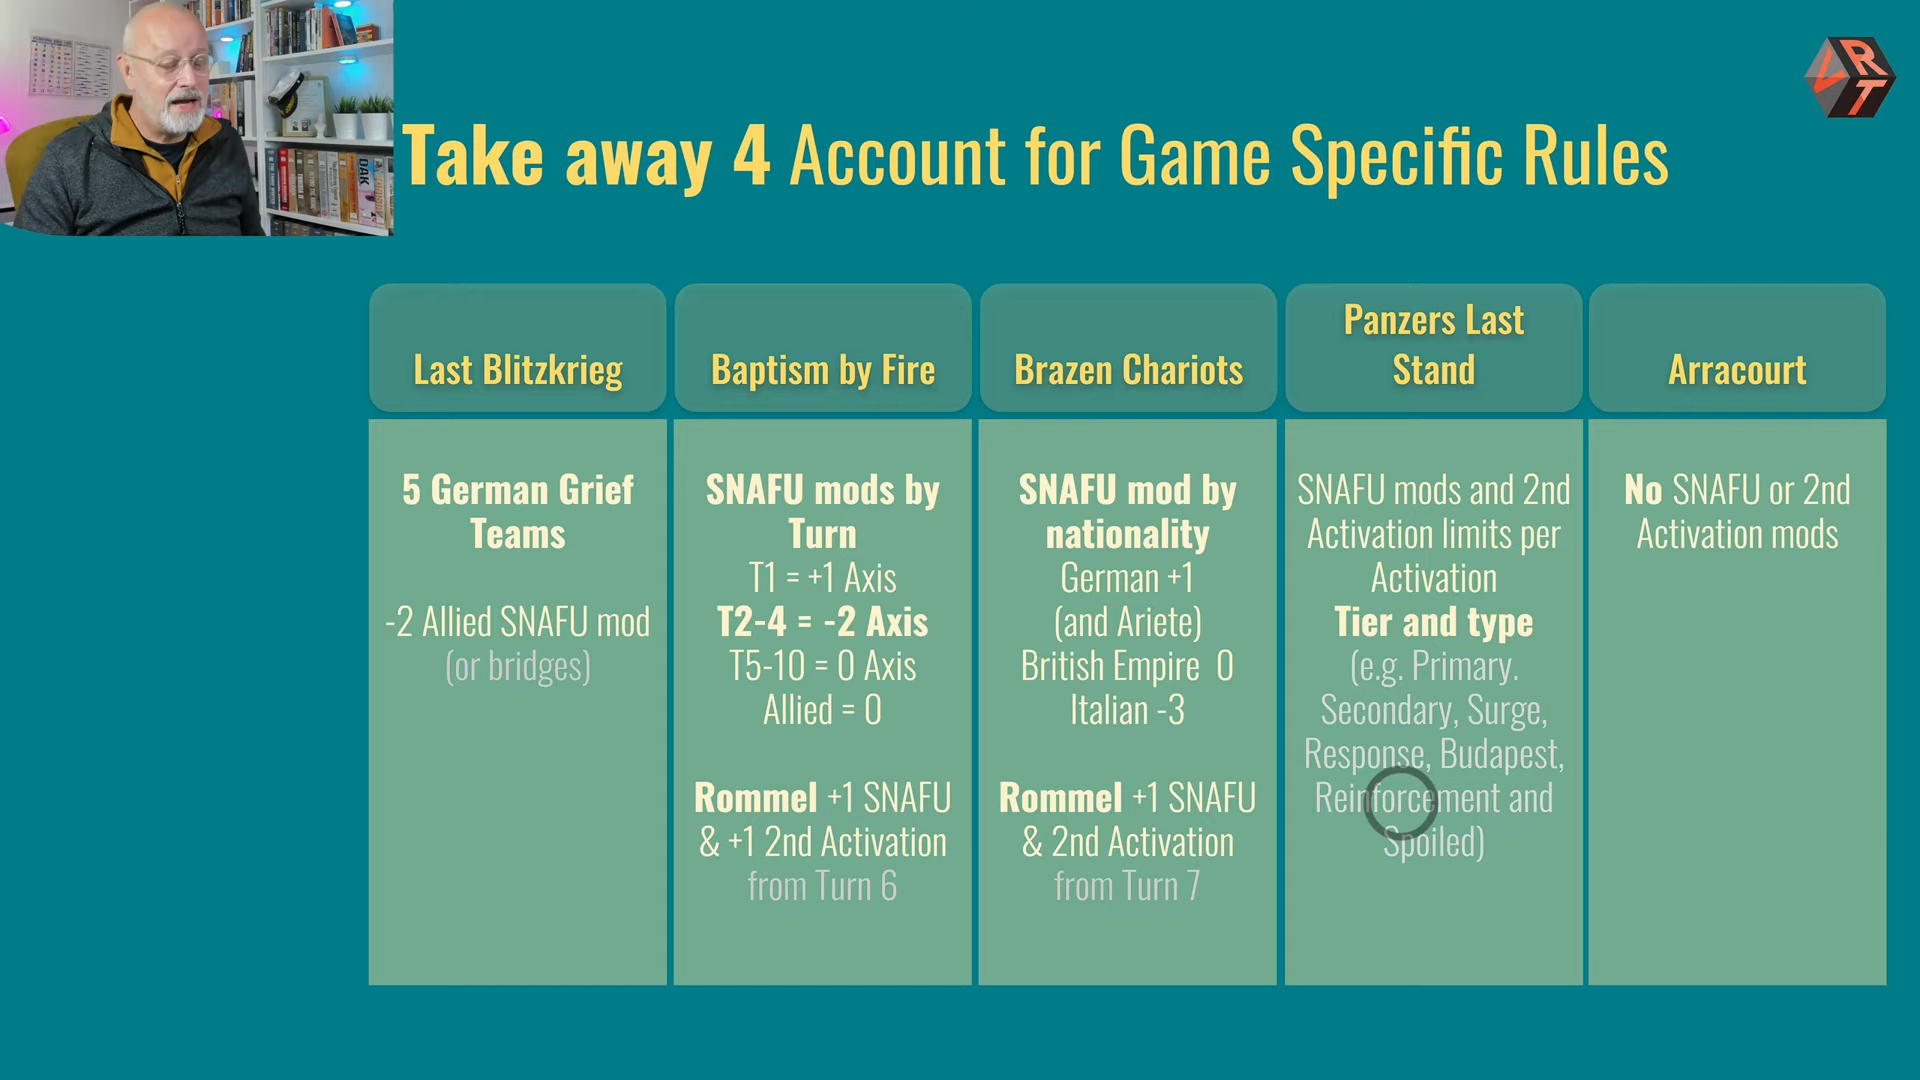 Take away 4 Account for Game Specific Rules
VRT
DAK
Last Blitzkrieg
5 German Grief
Teams
-2 Allied SNAFU mod
(or bridges)
Baptism by Fire
SNAFU mods by
Turn
T1 = +1 Axis
T2-4 = -2 Axis
T5-10 = 0 Axis
Allied = 0
Rommel +1 SNAFU
& +1 2nd Activation
from Turn 6
Brazen Chariots
SNAFU mod by
nationality
German +1
(and Ariete)
British Empire 0
Italian -3
Rommel +1 SNAFU
& 2nd Activation
from Turn 7
Panzers Last
Stand
SNAFU mods and 2nd
Activation limits per
Activation
Tier and type
(e.g. Primary.
Secondary, Surge,
Response, Budapest,
Reinforcement and
Spoiled)
Arracourt
No SNAFU or 2nd
Activation mods